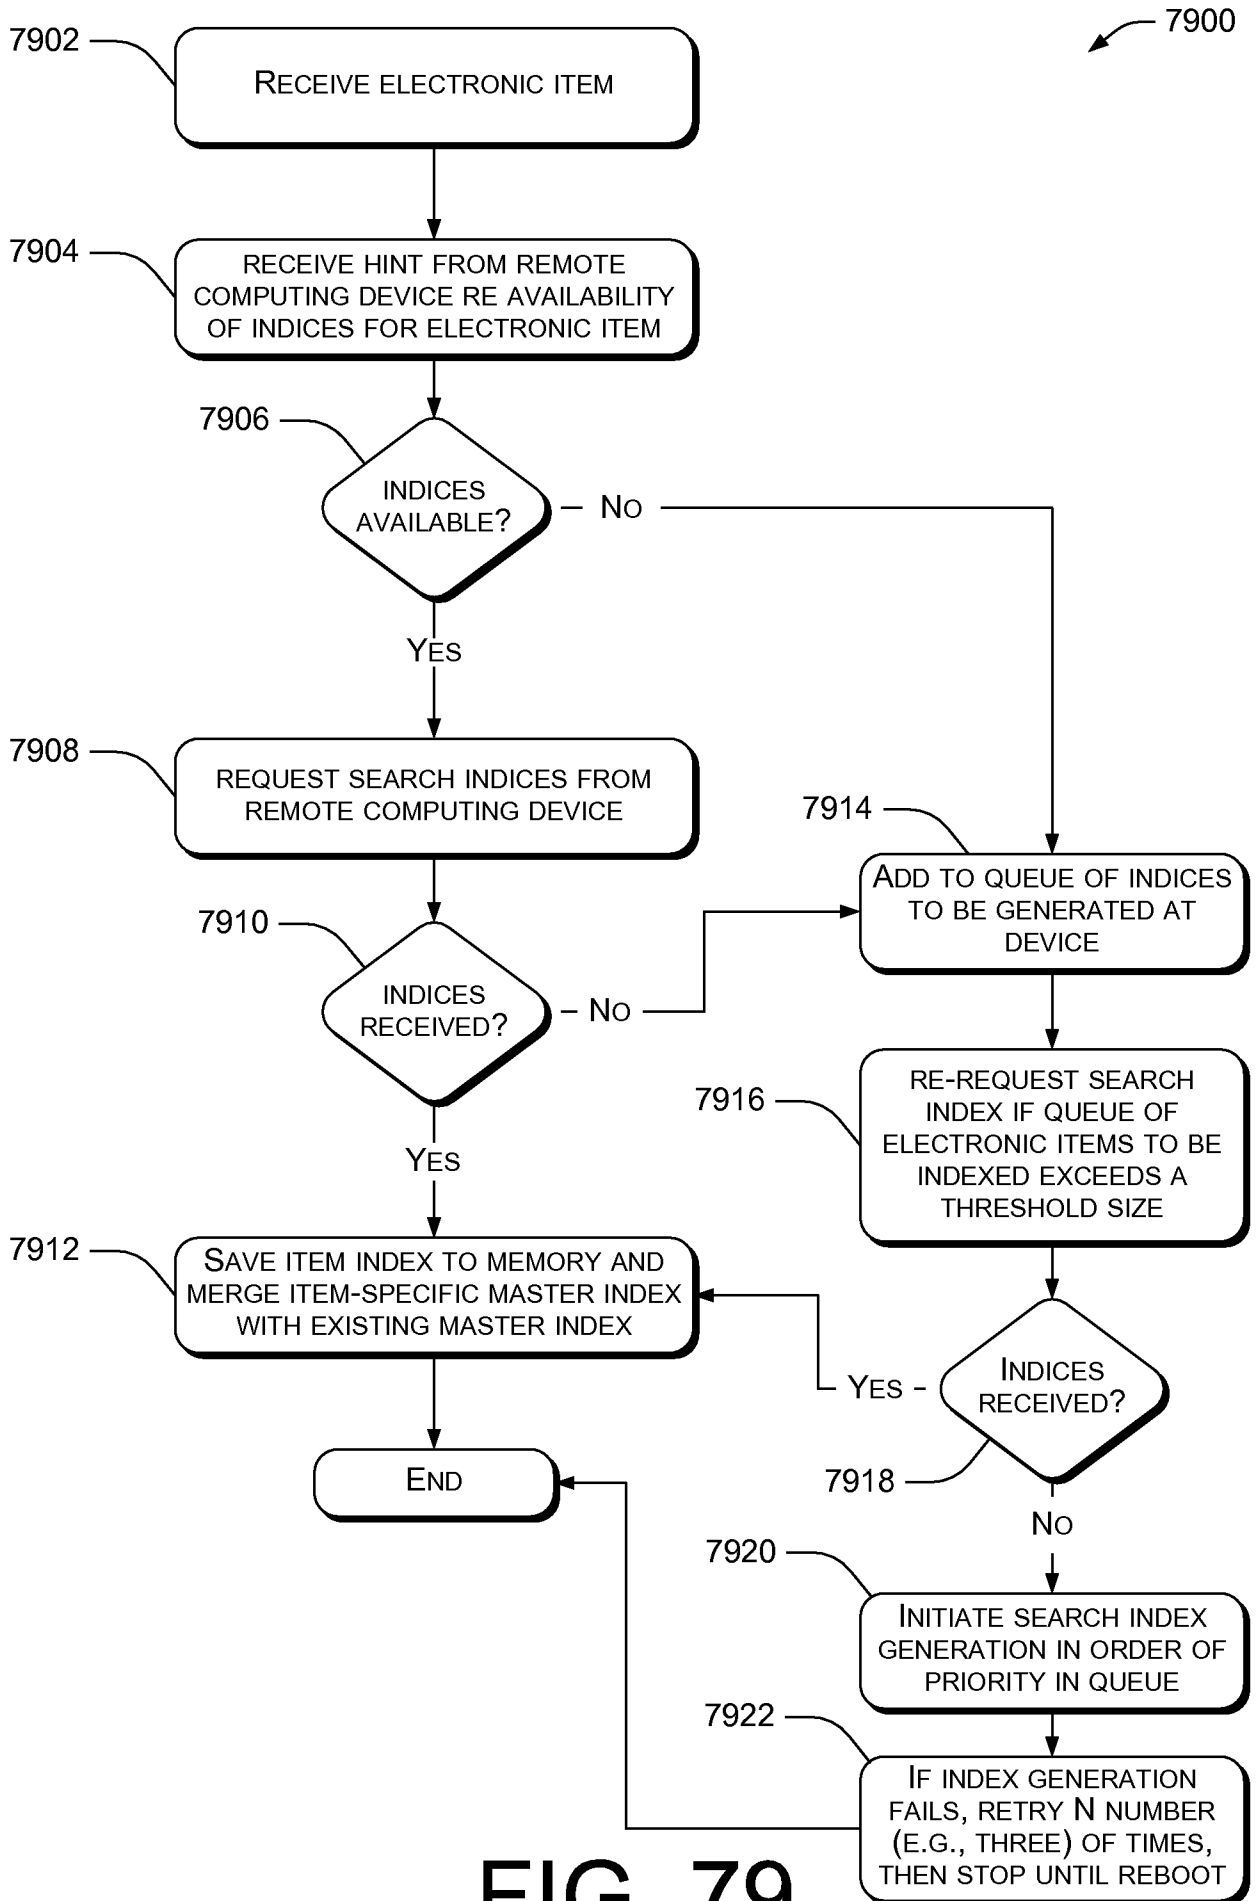 7900
7902
RECEIVE ELECTRONIC ITEM
7904
RECEIVE HINT FROM REMOTE
COMPUTING DEVICE RE AVAILABILITY
OF INDICES FOR ELECTRONIC ITEM
7906
INDICES
AVAILABLE?
NO
YES
7908
REQUEST SEARCH INDICES FROM
REMOTE COMPUTING DEVICE
7910
INDICES
RECEIVED?
NO
YES
7912
SAVE ITEM INDEX TO MEMORY AND
MERGE ITEM-SPECIFIC MASTER INDEX
WITH EXISTING MASTER INDEX
END
7914
ADD TO QUEUE OF INDICES
TO BE GENERATED AT
DEVICE
7916
RE-REQUEST SEARCH
INDEX IF QUEUE OF
ELECTRONIC ITEMS TO BE
INDEXED EXCEEDS A
THRESHOLD SIZE
INDICES
RECEIVED?
YES
7918
NO
7920
INITIATE SEARCH INDEX
GENERATION IN ORDER OF
PRIORITY IN QUEUE
7922
IF INDEX GENERATION
FAILS, RETRY N NUMBER
(E.G., THREE) OF TIMES,
THEN STOP UNTIL REBOOT
FIG. 79